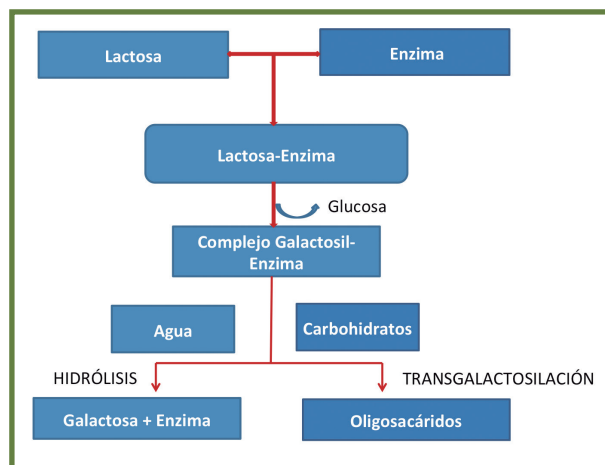 Lactosa
Enzima
Lactosa-Enzima
Glucosa
Complejo Galactosil-
Enzima
Agua
Carbohidratos
HIDRÓLISIS
TRANSGALACTOSILACIÓN
Galactosa + Enzima
Oligosacáridos